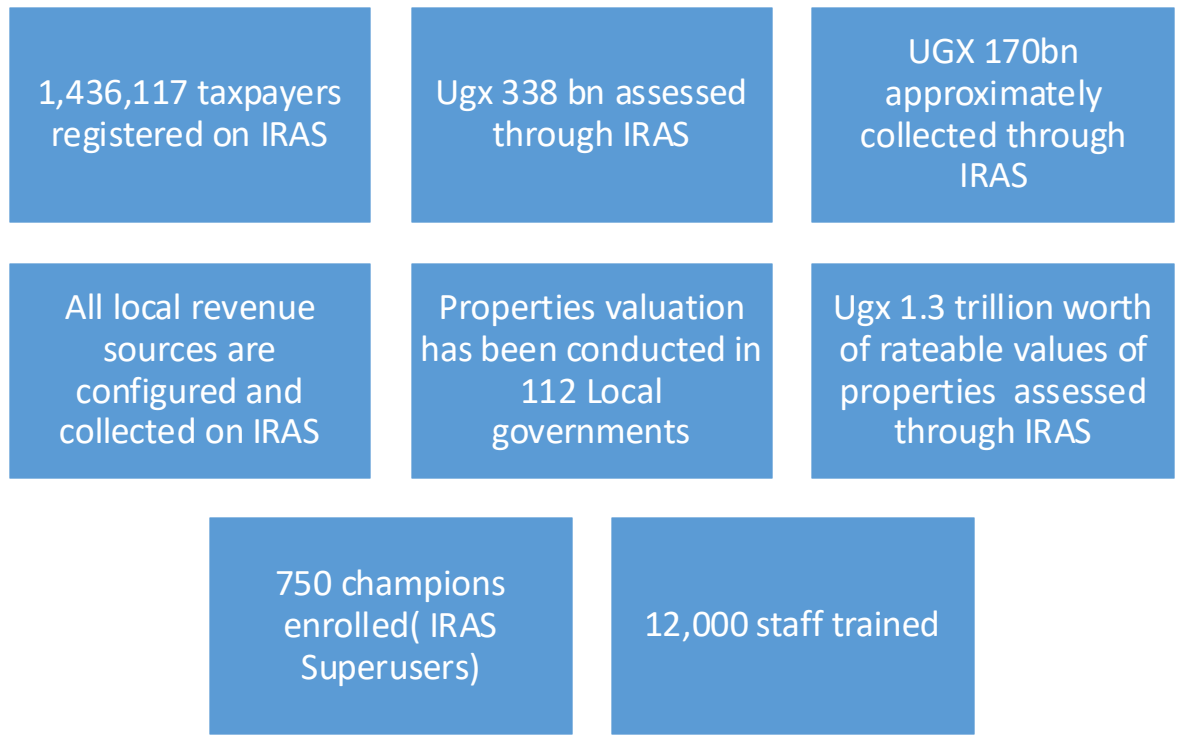 1,436,117 taxpayers
registered on IRAS
Ugx 338 bn assessed
through IRAS
UGX 170bn
approximately
collected through
IRAS
All local revenue
sources are
configured and
collected on IRAS
Properties valuation
has been conducted in
112 Local
governments
Ugx 1.3 trillion worth
of rateable values of
properties  assessed
through IRAS
750 champions
enrolled( IRAS
Superusers)
12,000 staff trained